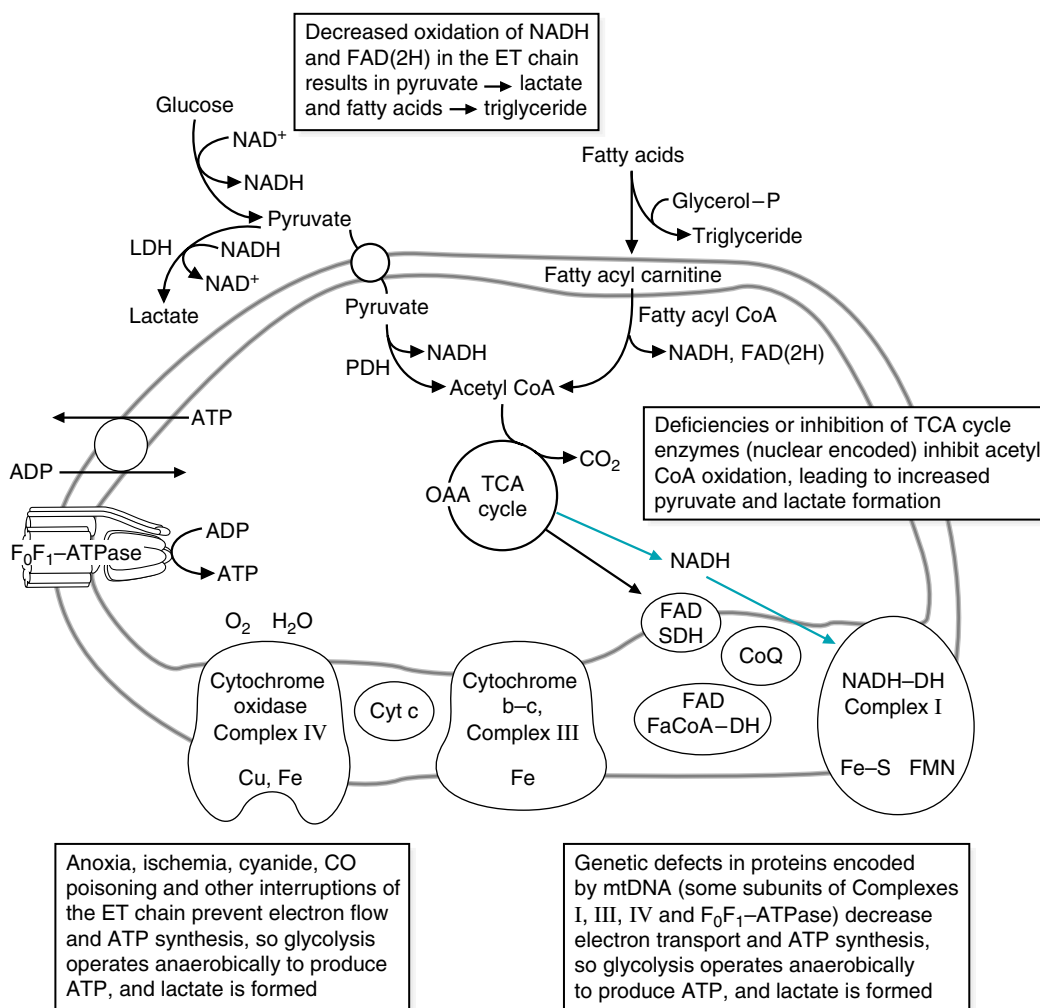 Decreased oxidation of NADH
and FAD(2H) in the ET chain
results in pyruvate → lactate
and fatty acids → triglyceride
Glucose
NAD⁺
NADH
Pyruvate
LDH
NADH
NAD⁺
Lactate
Fatty acids
Glycerol–P
Triglyceride
Fatty acyl carnitine
Pyruvate
Fatty acyl CoA
NADH
NADH, FAD(2H)
PDH
Acetyl CoA
ATP
ADP
CO₂
OAA
TCA
cycle
Deficiencies or inhibition of TCA cycle
enzymes (nuclear encoded) inhibit acetyl
CoA oxidation, leading to increased
pyruvate and lactate formation
F₀F₁–ATPase
ADP
ATP
NADH
O₂ H₂O
FAD
SDH
CoQ
Cytochrome
oxidase
Complex IV
Cu, Fe
Cyt c
Cytochrome
b–c,
Complex III
Fe
FAD
FaCoA–DH
NADH–DH
Complex I
Fe–S FMN
Anoxia, ischemia, cyanide, CO
poisoning and other interruptions of
the ET chain prevent electron flow
and ATP synthesis, so glycolysis
operates anaerobically to produce
ATP, and lactate is formed
Genetic defects in proteins encoded
by mtDNA (some subunits of Complexes
I, III, IV and F₀F₁–ATPase) decrease
electron transport and ATP synthesis,
so glycolysis operates anaerobically
to produce ATP, and lactate is formed